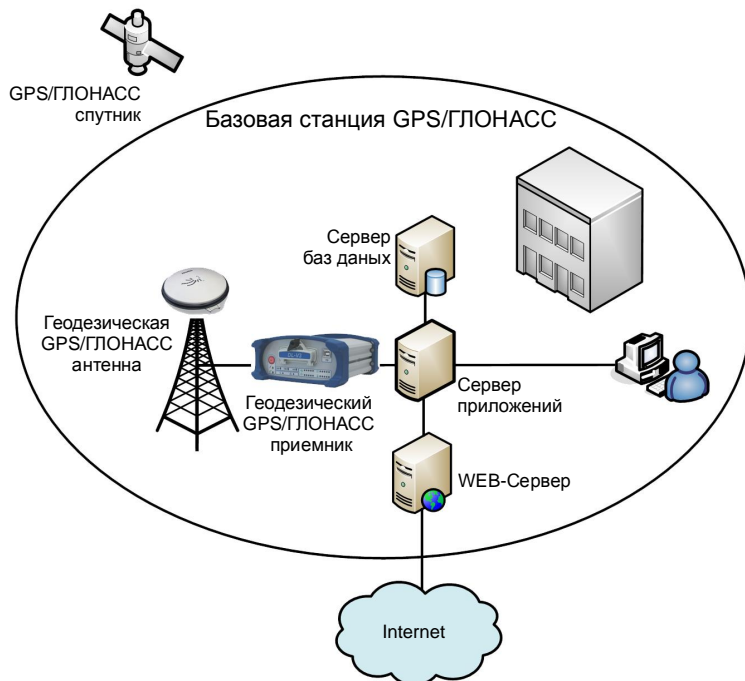 GPS/ГЛОНАСС
спутник
Базовая станция GPS/ГЛОНАСС
Сервер
баз даных
Геодезическая
GPS/ГЛОНАСС
антенна
Геодезический
GPS/ГЛОНАСС
приемник
Сервер
приложений
WEB-Сервер
Internet